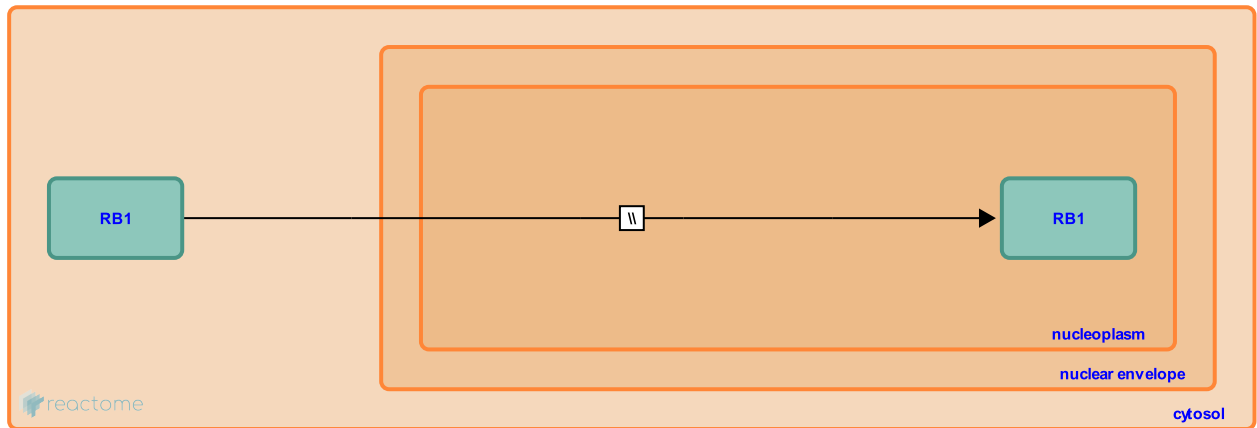 RB1
\\
RB1
nucleoplasm
nuclear envelope
reactome
cytosol